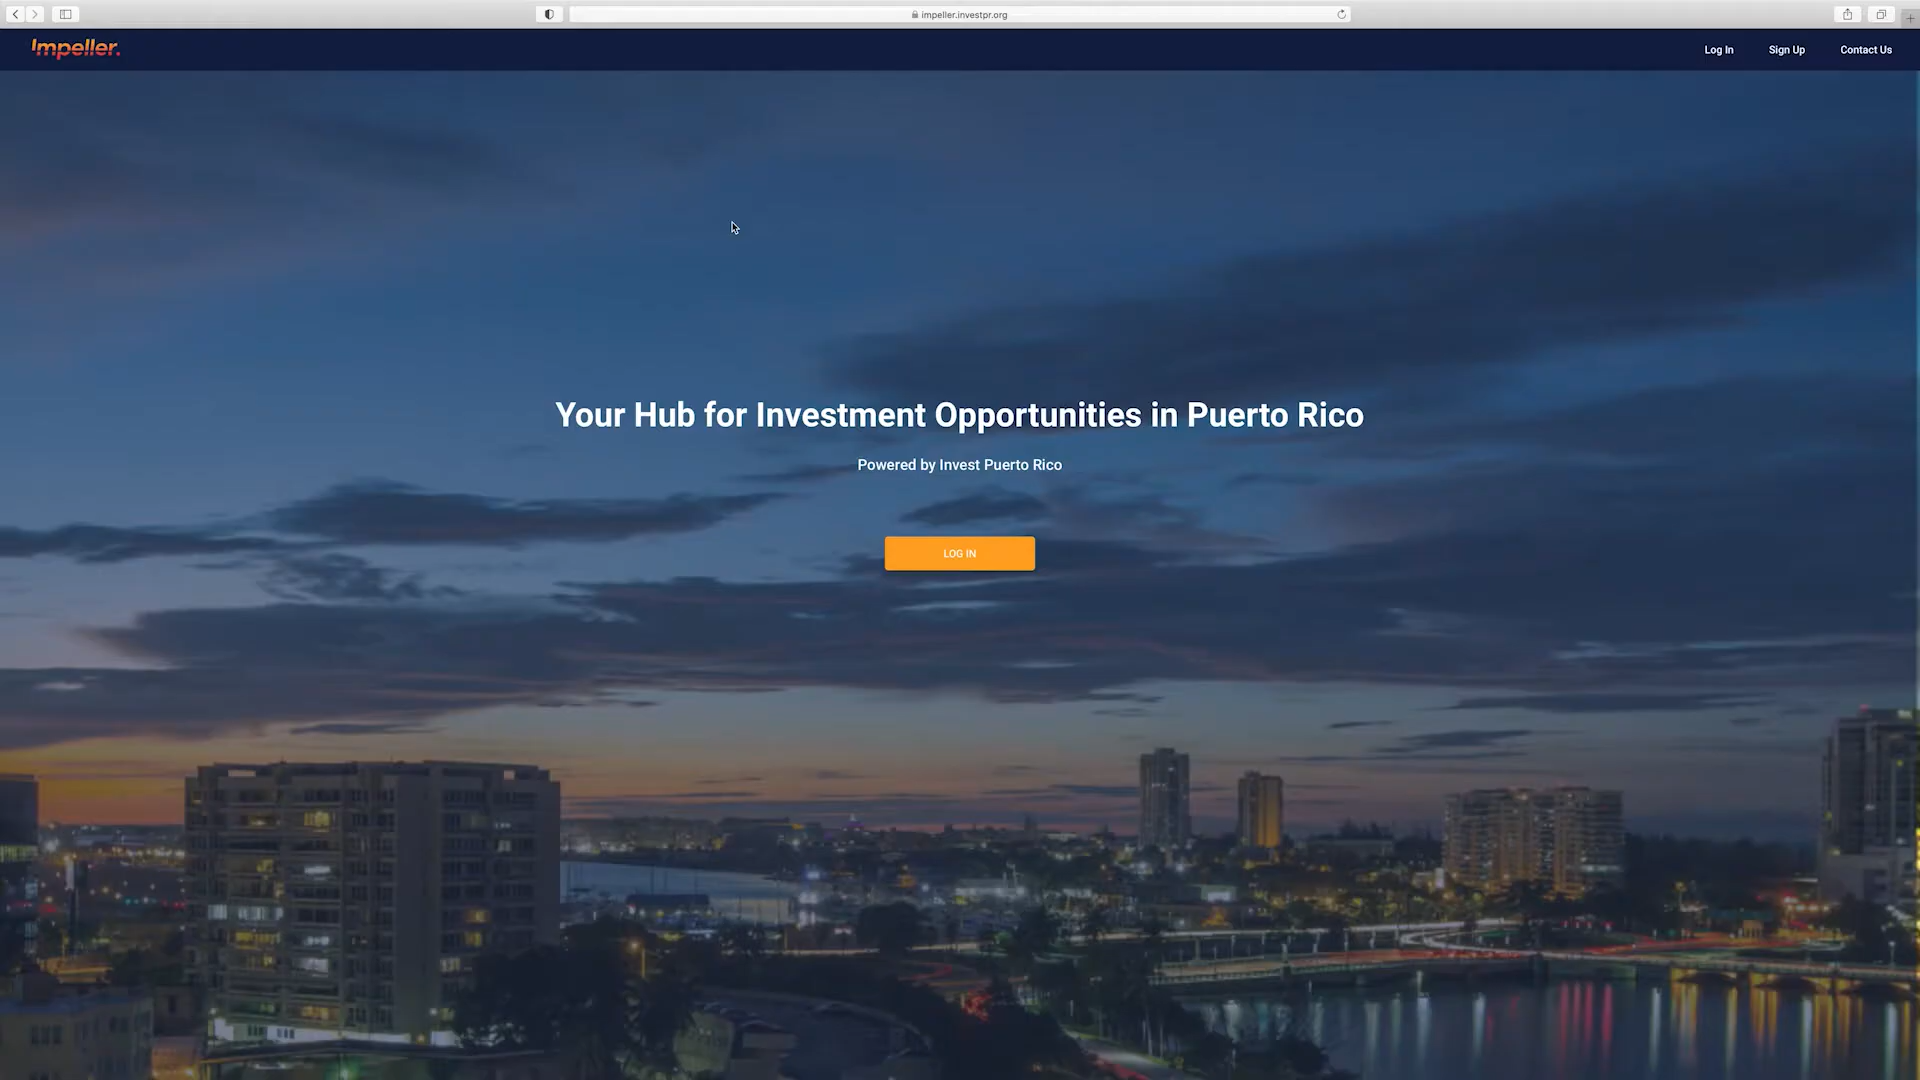 impeller.investpr.org
Impeller.
Log In
Sign Up
Contact Us
Your Hub for Investment Opportunities in Puerto Rico
Powered by Invest Puerto Rico
LOG IN